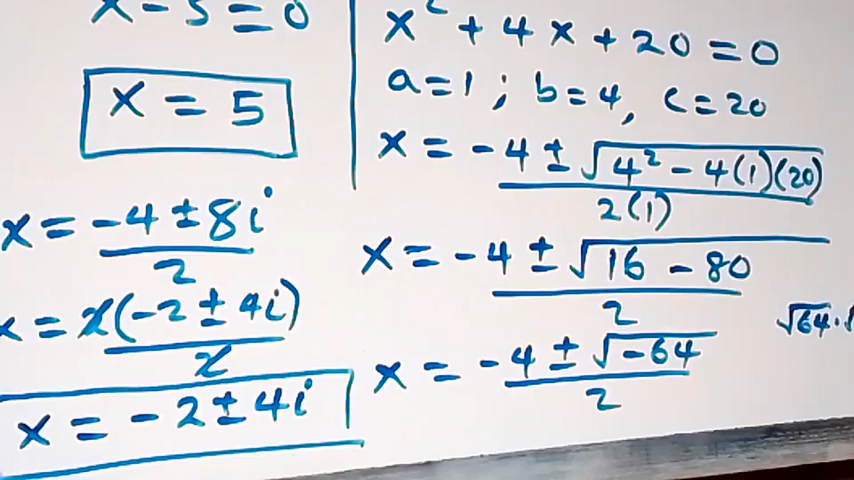 x - 5 = 0
x = 5
x² + 4x + 20 = 0
a = 1 ; b = 4, c = 20
x = -4 ± √(4² - 4(1)(20)) / 2(1)
x = -4 ± √(16 - 80) / 2
x = -4 ± √(-64) / 2
√64 ·
x = -4 ± 8i / 2
x = 2(-2 ± 4i) / 2
x = -2 ± 4i